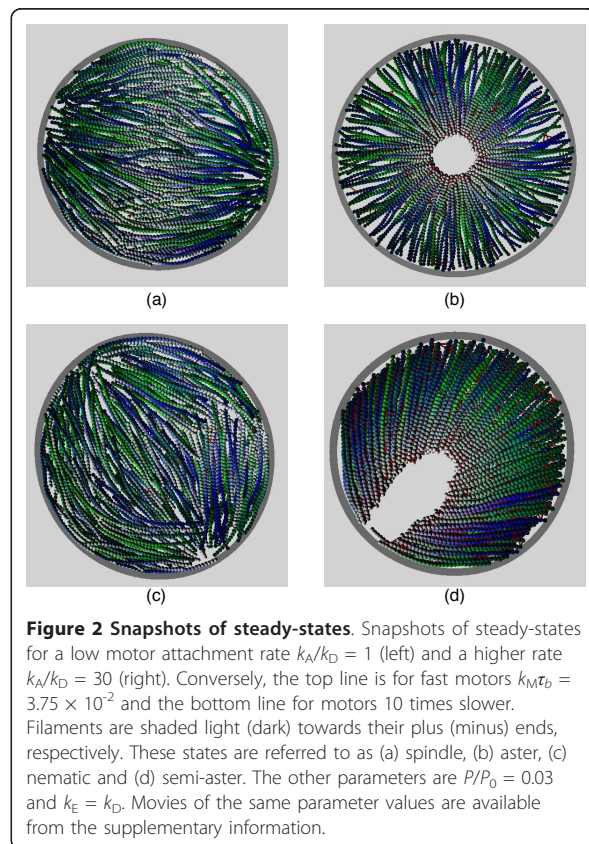 (a)
(b)
(c)
(d)
Figure 2 Snapshots of steady-states. Snapshots of steady-states
for a low motor attachment rate kA/kD = 1 (left) and a higher rate
kA/kD = 30 (right). Conversely, the top line is for fast motors kMτb =
3.75 × 10-2 and the bottom line for motors 10 times slower.
Filaments are shaded light (dark) towards their plus (minus) ends,
respectively. These states are referred to as (a) spindle, (b) aster, (c)
nematic and (d) semi-aster. The other parameters are P/P0 = 0.03
and kE = kD. Movies of the same parameter values are available
from the supplementary information.